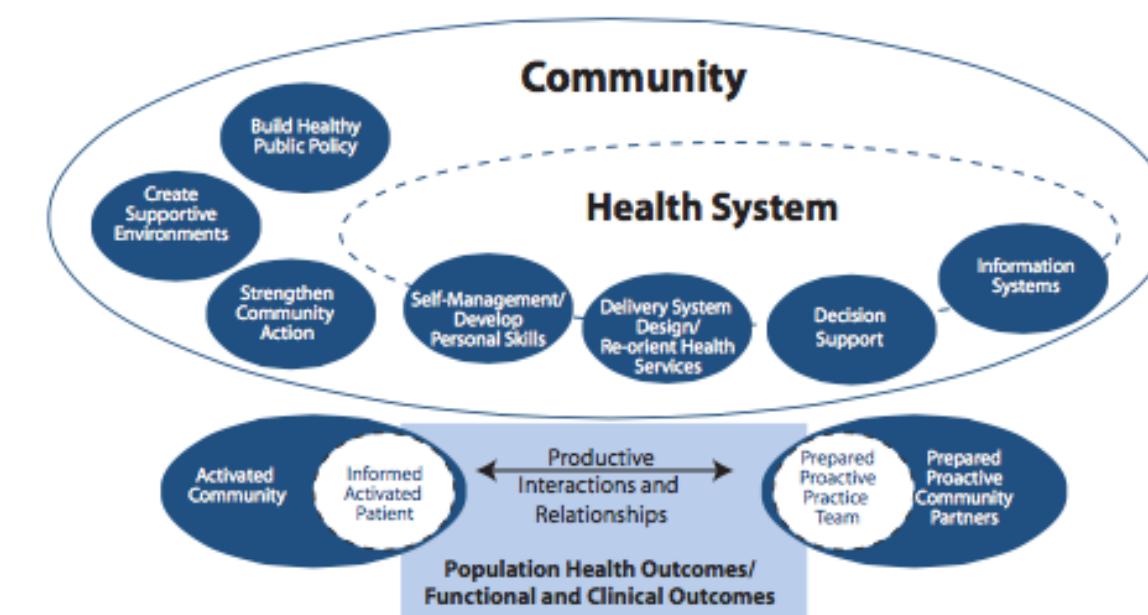 Community
Build Healthy
Public Policy
Create
Supportive
Environments
Strengthen
Community
Action
Health System
Self-Management/
Develop
Personal Skills
Delivery System
Design/
Re-orient Health
Services
Decision
Support
Information
Systems
Activated
Community
Informed
Activated
Patient
Productive
Interactions and
Relationships
Prepared
Proactive
Practice
Team
Prepared
Proactive
Community
Partners
Population Health Outcomes/
Functional and Clinical Outcomes